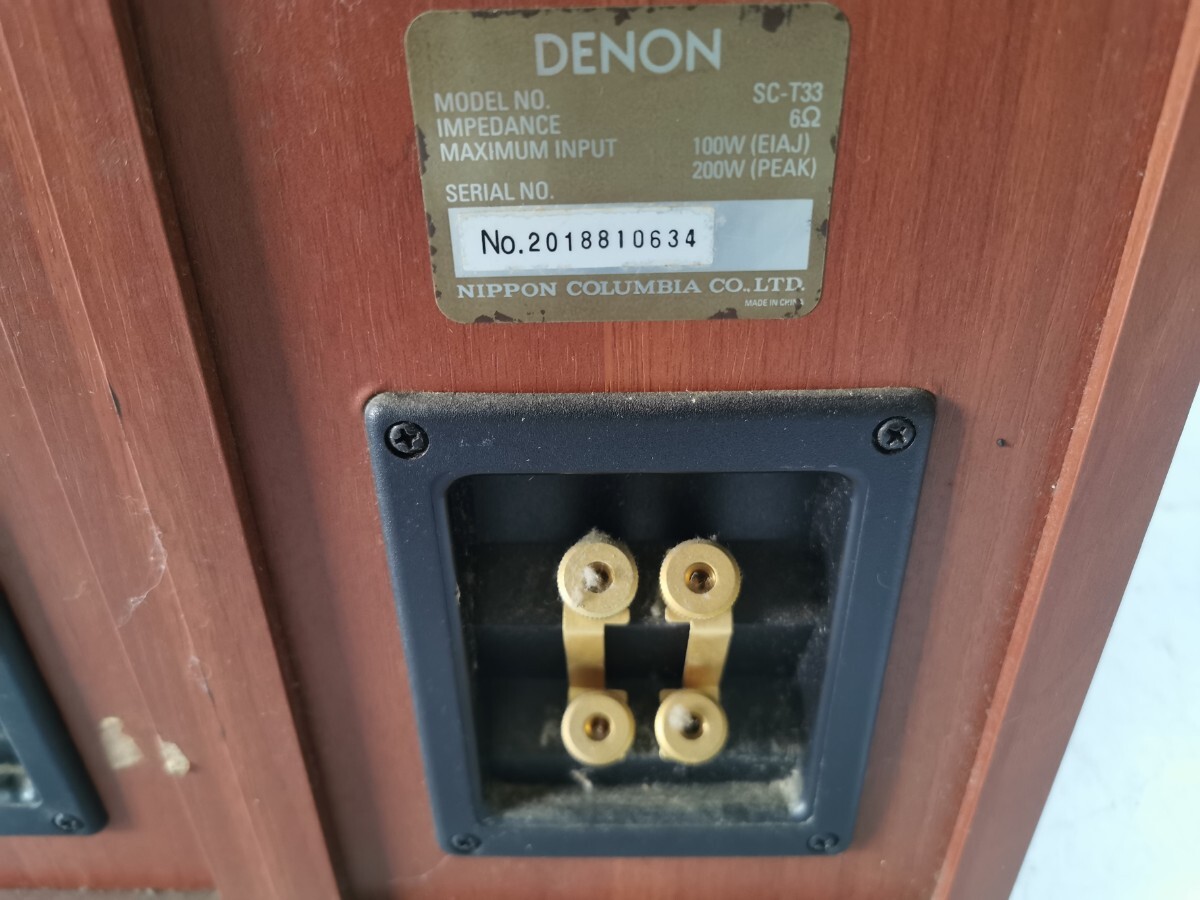 DENON
MODEL NO. SC-T33
IMPEDANCE 6Ω
MAXIMUM INPUT 100W (EIAJ)
200W (PEAK)
SERIAL NO.
No.2018810634
NIPPON COLUMBIA CO.,LTD.
MADE IN CHINA